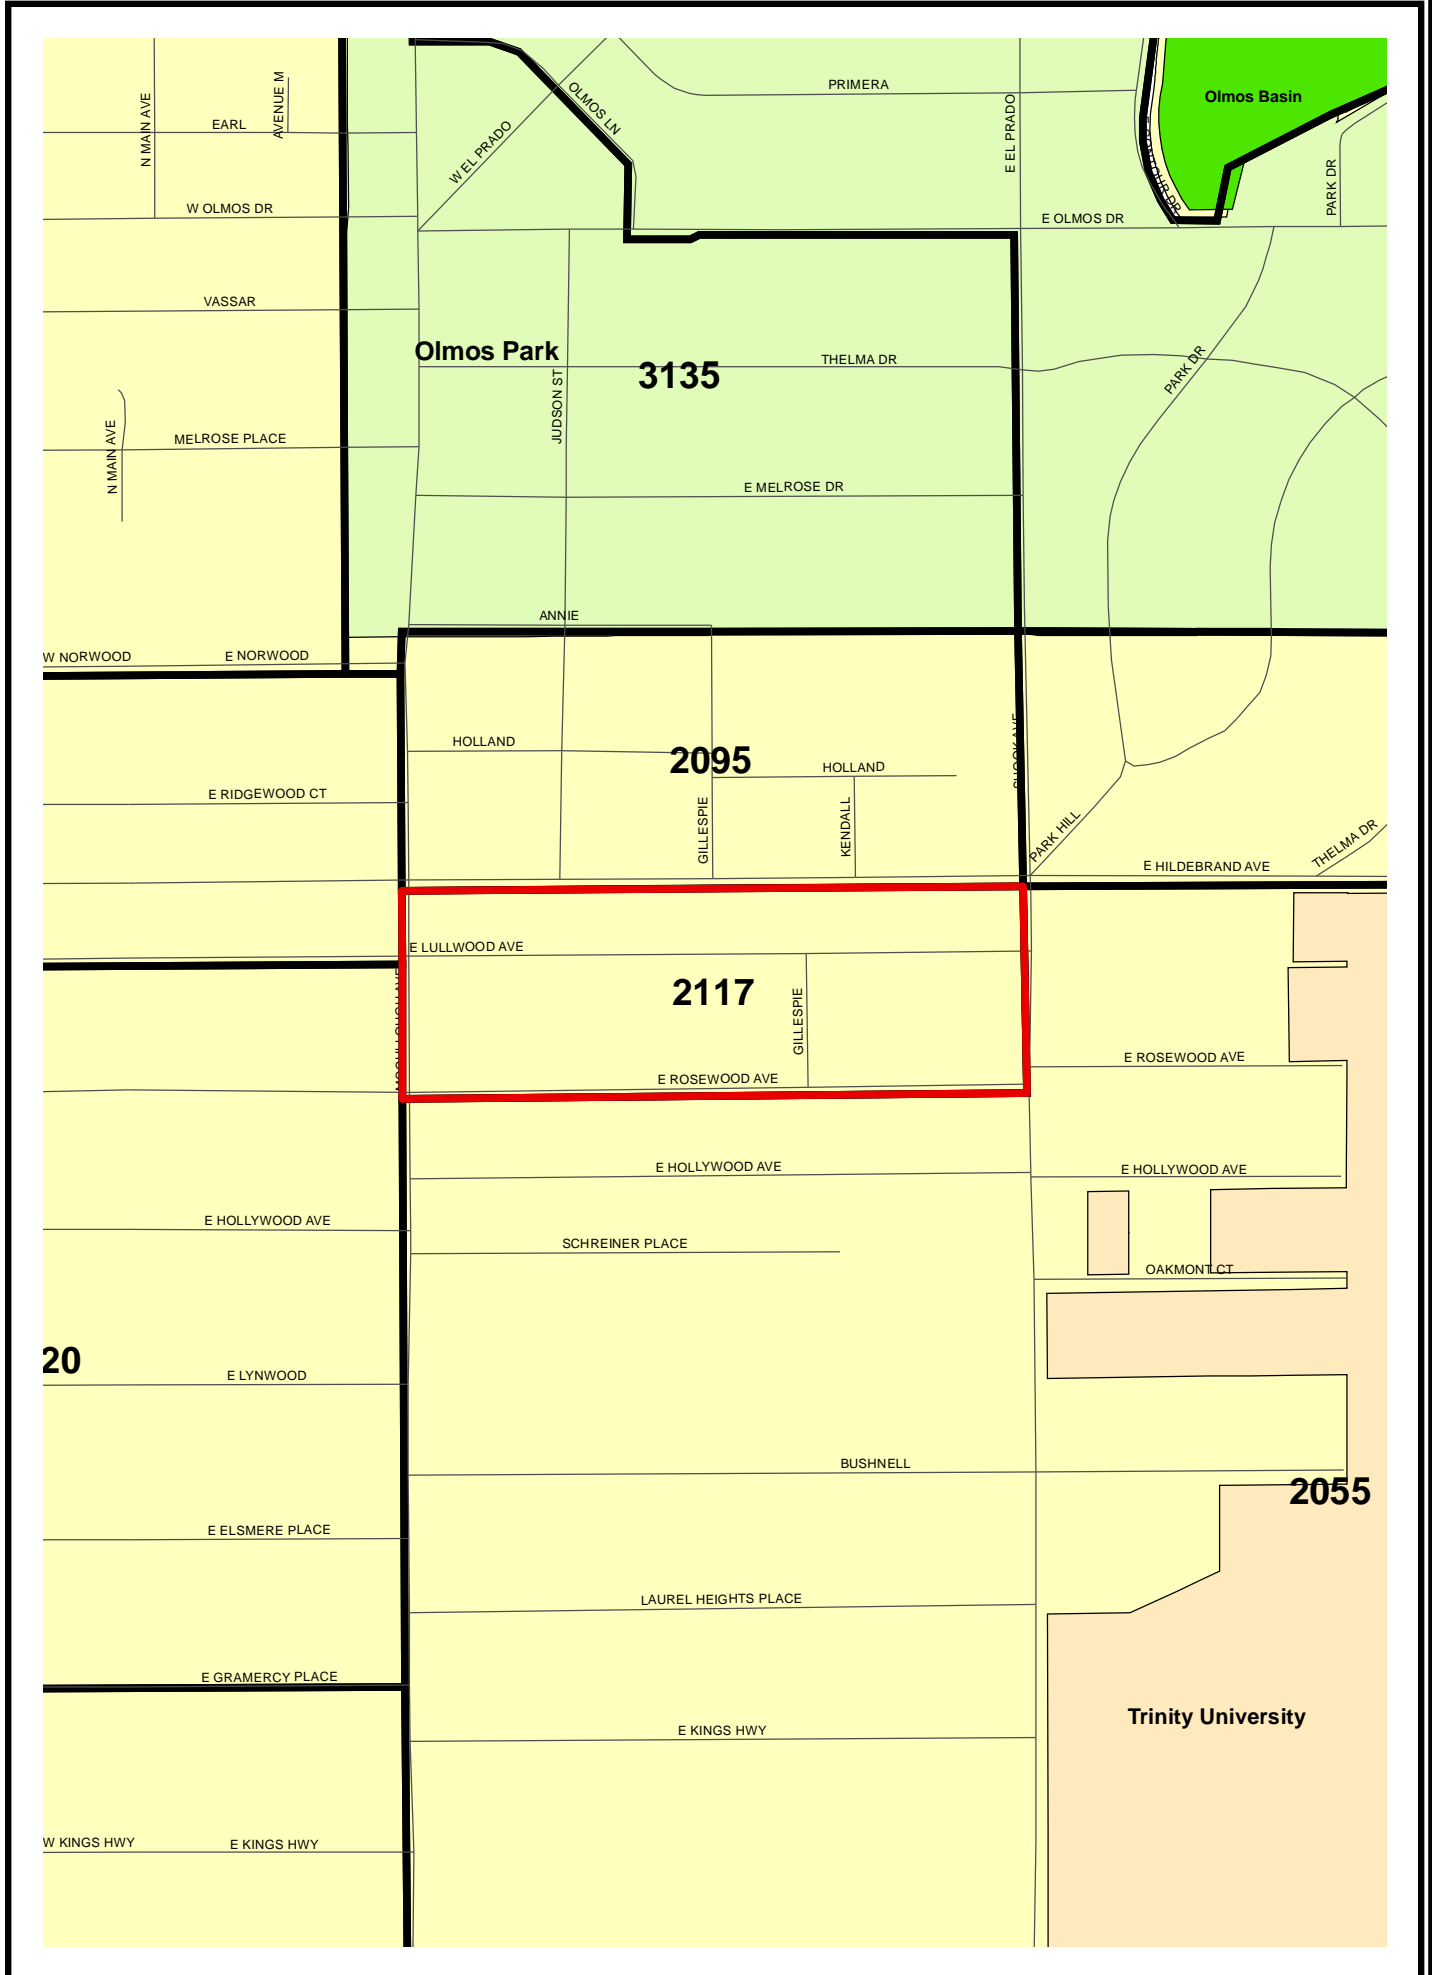 PRIMERA
Olmos Basin
N MAIN AVE
AVENUE M
EARL
OLMOS LN
W EL PRADO
E EL PRADO
PARK DR
W OLMOS DR
E OLMOS DR
VASSAR
Olmos Park
3135
THELMA DR
PARK DR
JUDSON ST
MELROSE PLACE
N MAIN AVE
E MELROSE DR
ANNIE
W NORWOOD
E NORWOOD
HOLLAND
2095
HOLLAND
SHOOK AVE
E RIDGEWOOD CT
GILLESPIE
KENDALL
PARK HILL
THELMA DR
E HILDEBRAND AVE
E LULLWOOD AVE
2117
GILLESPIE
MCCULLOUGH AVE
E ROSEWOOD AVE
E ROSEWOOD AVE
E HOLLYWOOD AVE
E HOLLYWOOD AVE
E HOLLYWOOD AVE
SCHREINER PLACE
OAKMONT CT
20
E LYNWOOD
BUSHNELL
2055
E ELSMERE PLACE
LAUREL HEIGHTS PLACE
E GRAMERCY PLACE
Trinity University
E KINGS HWY
W KINGS HWY
E KINGS HWY